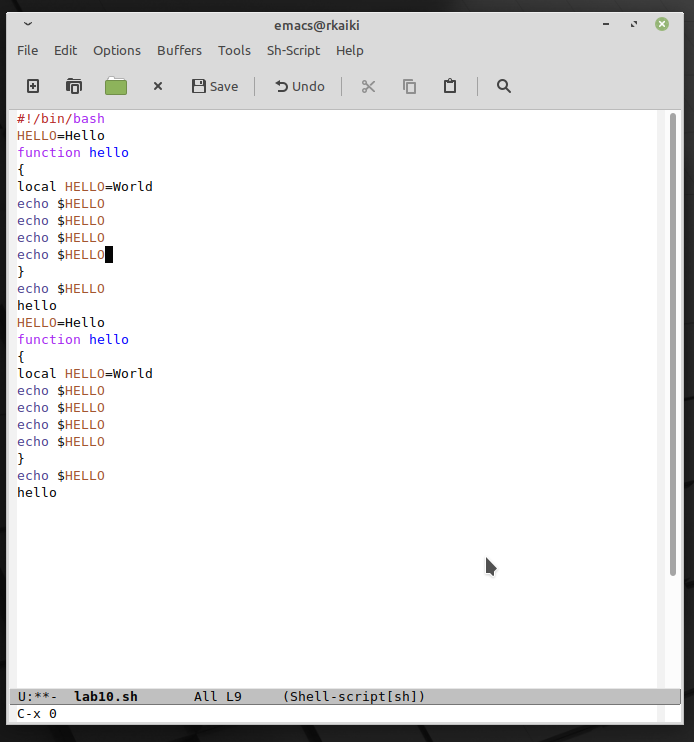 emacs@rkaiki
File Edit Options Buffers Tools Sh-Script Help
Save Undo
#!/bin/bash
HELLO=Hello
function hello
{
local HELLO=World
echo $HELLO
echo $HELLO
echo $HELLO
echo $HELLO
}
echo $HELLO
hello
HELLO=Hello
function hello
{
local HELLO=World
echo $HELLO
echo $HELLO
echo $HELLO
echo $HELLO
}
echo $HELLO
hello
U:**- lab10.sh All L9 (Shell-script[sh])
C-x 0